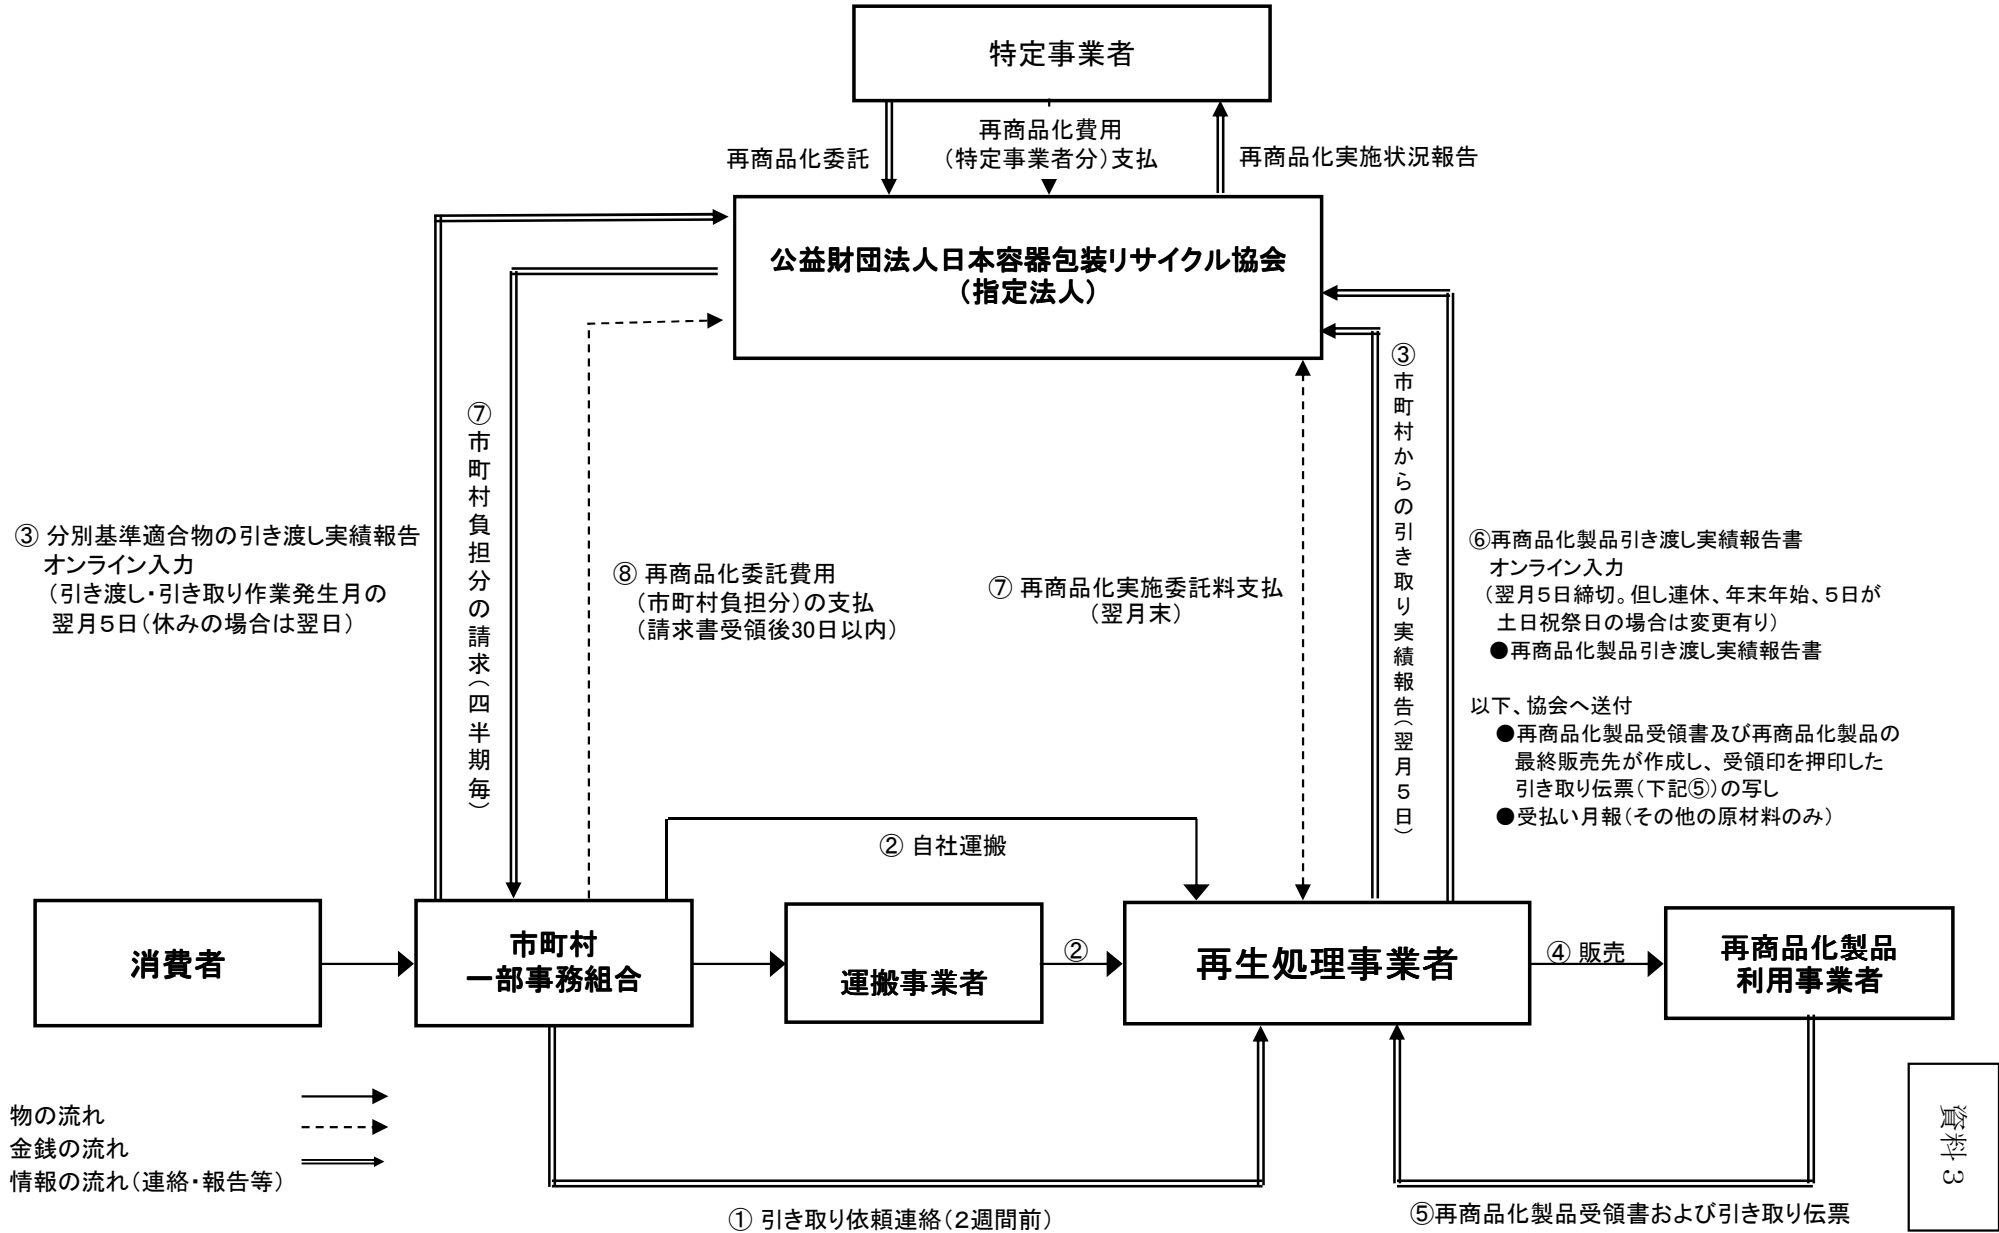 特定事業者
再商品化委託
再商品化費用
（特定事業者分）支払
再商品化実施状況報告
公益財団法人日本容器包装リサイクル協会
（指定法人）
③ 分別基準適合物の引き渡し実績報告
オンライン入力
（引き渡し・引き取り作業発生月の
翌月5日（休みの場合は翌日）
⑦市町村負担分の請求（四半期毎）
⑧ 再商品化委託費用
（市町村負担分）の支払
（請求書受領後30日以内）
⑦ 再商品化実施委託料支払
（翌月末）
③市町村からの引き取り実績報告（翌月5日）
⑥再商品化製品引き渡し実績報告書
オンライン入力
（翌月5日締切。但し連休、年末年始、5日が
土日祝祭日の場合は変更有り）
●再商品化製品引き渡し実績報告書
以下、協会へ送付
●再商品化製品受領書及び再商品化製品の
最終販売先が作成し、受領印を押印した
引き取り伝票（下記⑤）の写し
●受払い月報（その他の原材料のみ）
② 自社運搬
消費者
市町村
一部事務組合
運搬事業者
②
再生処理事業者
④ 販売
再商品化製品
利用事業者
物の流れ
金銭の流れ
情報の流れ（連絡・報告等）
① 引き取り依頼連絡（2週間前）
⑤再商品化製品受領書および引き取り伝票
資料3